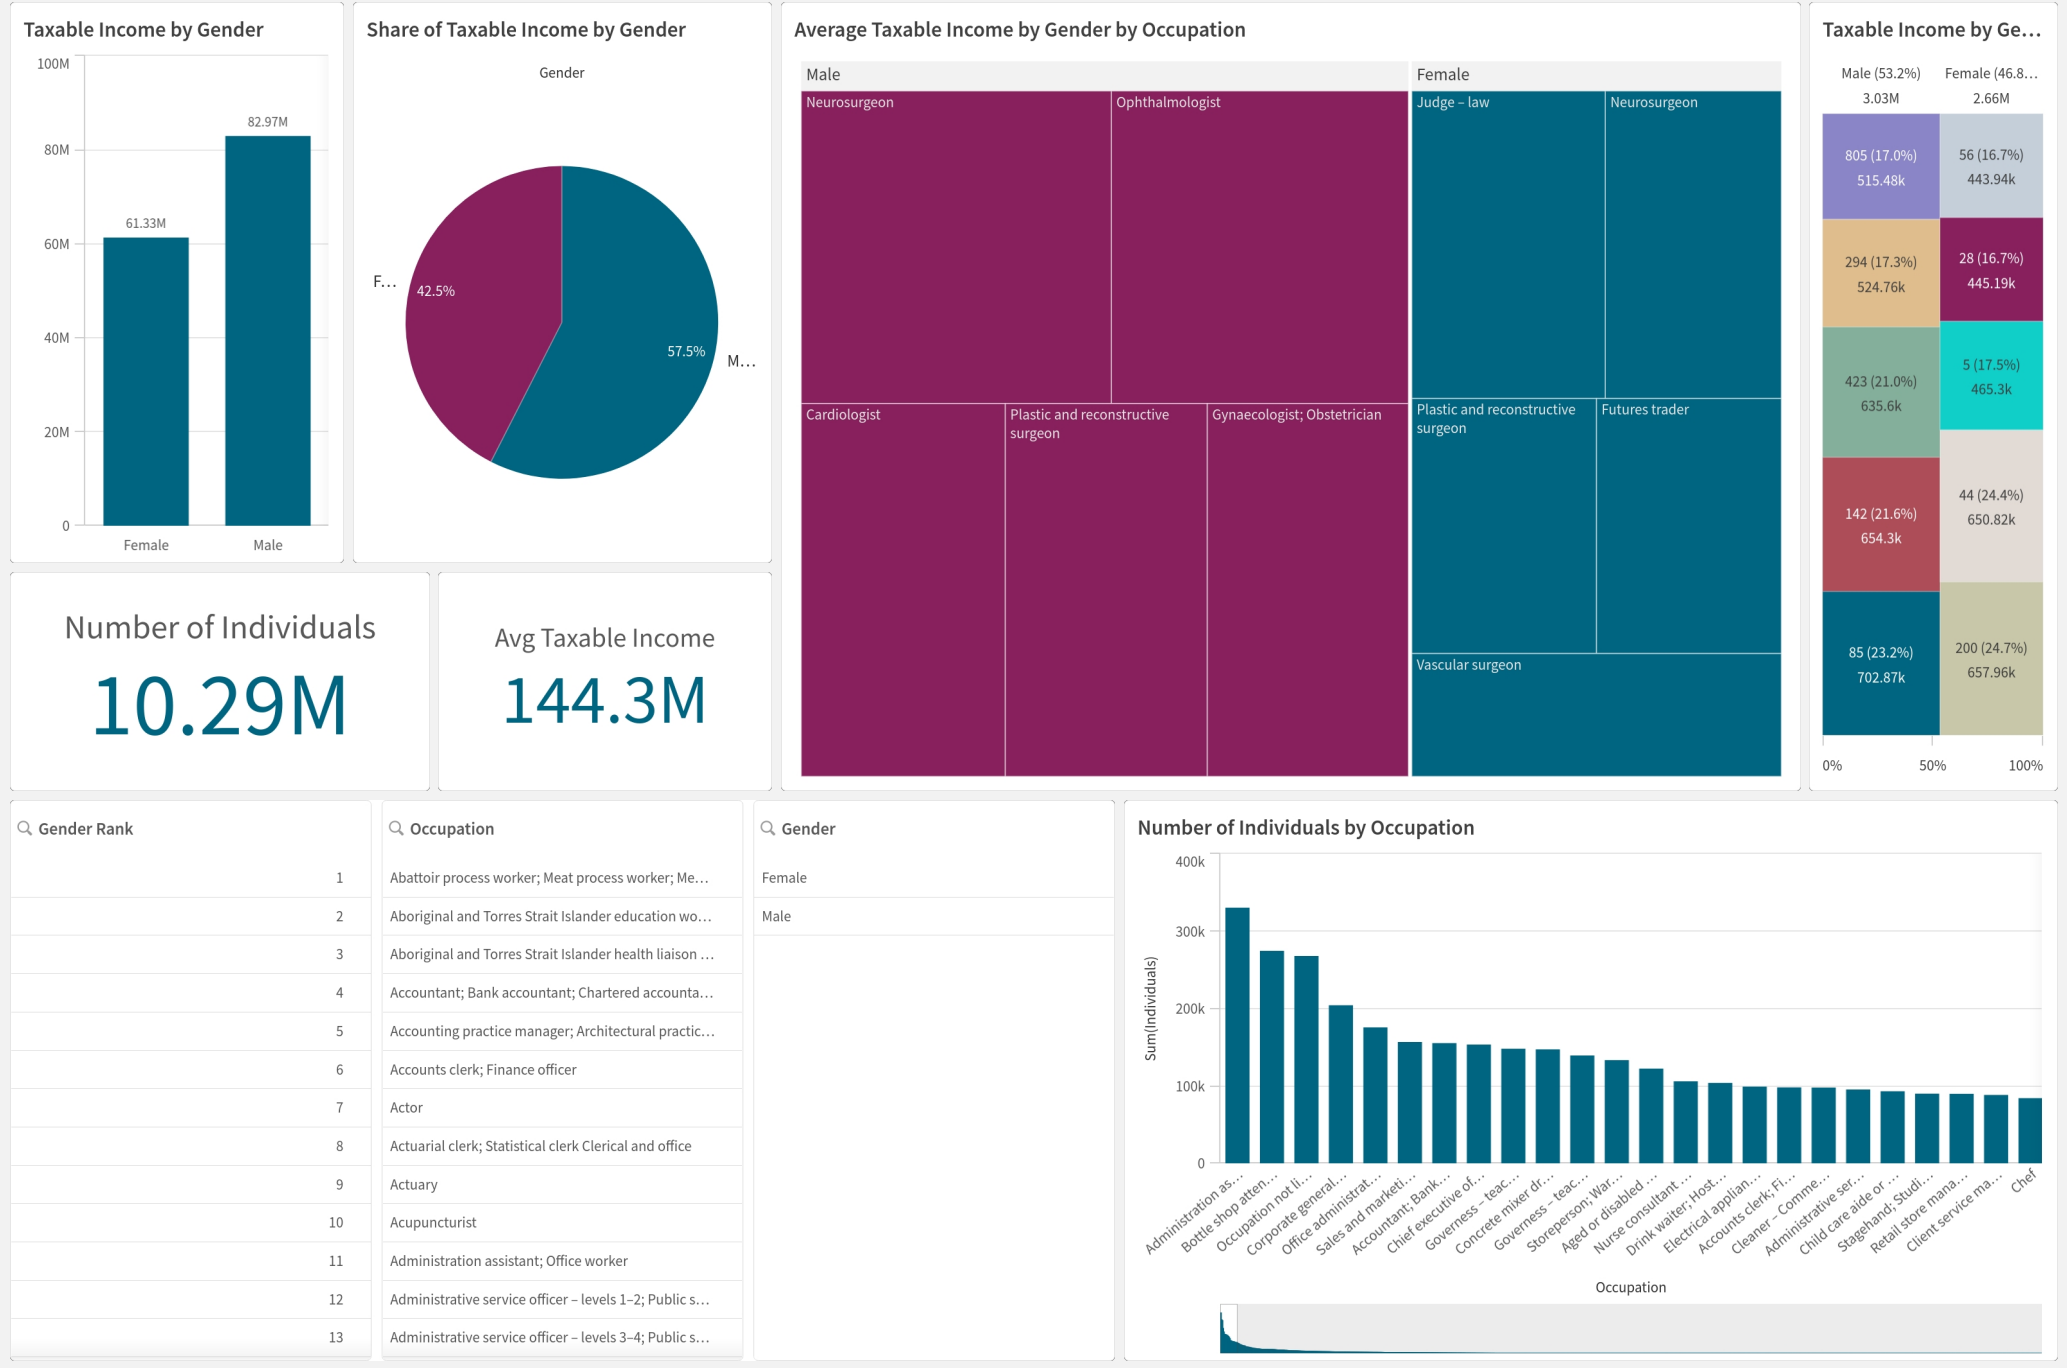 Taxable Income by Gender
100M
80M
60M
40M
20M
0
61.33M
82.97M
Female
Male
Share of Taxable Income by Gender
Gender
F…
42.5%
57.5%
M…
Average Taxable Income by Gender by Occupation
Male
Female
Neurosurgeon
Ophthalmologist
Judge – law
Neurosurgeon
Cardiologist
Plastic and reconstructive
surgeon
Gynaecologist; Obstetrician
Plastic and reconstructive
surgeon
Futures trader
Vascular surgeon
Taxable Income by Ge…
Male (53.2%)
3.03M
Female (46.8…
2.66M
805 (17.0%)
515.48k
56 (16.7%)
443.94k
294 (17.3%)
524.76k
28 (16.7%)
445.19k
423 (21.0%)
635.6k
5 (17.5%)
465.3k
142 (21.6%)
654.3k
44 (24.4%)
650.82k
85 (23.2%)
702.87k
200 (24.7%)
657.96k
0%
50%
100%
Number of Individuals
10.29M
Avg Taxable Income
144.3M
Gender Rank
1
2
3
4
5
6
7
8
9
10
11
12
13
Occupation
Abattoir process worker; Meat process worker; Me…
Aboriginal and Torres Strait Islander education wo…
Aboriginal and Torres Strait Islander health liaison …
Accountant; Bank accountant; Chartered accounta…
Accounting practice manager; Architectural practic…
Accounts clerk; Finance officer
Actor
Actuarial clerk; Statistical clerk Clerical and office
Actuary
Acupuncturist
Administration assistant; Office worker
Administrative service officer – levels 1–2; Public s…
Administrative service officer – levels 3–4; Public s…
Gender
Female
Male
Number of Individuals by Occupation
Sum(Individuals)
400k
300k
200k
100k
0
Administration as…
Bottle shop atten…
Occupation not li…
Corporate general…
Office administrat…
Sales and marketi…
Accountant; Bank…
Chief executive of…
Governess – teac…
Concrete mixer dr…
Governess – teac…
Storeperson; War…
Aged or disabled …
Nurse consultant …
Drink waiter; Host…
Electrical applian…
Accounts clerk; Fi…
Cleaner – Comme…
Administrative ser…
Child care aide or …
Stagehand; Studi…
Retail store mana…
Client service ma…
Chef
Occupation